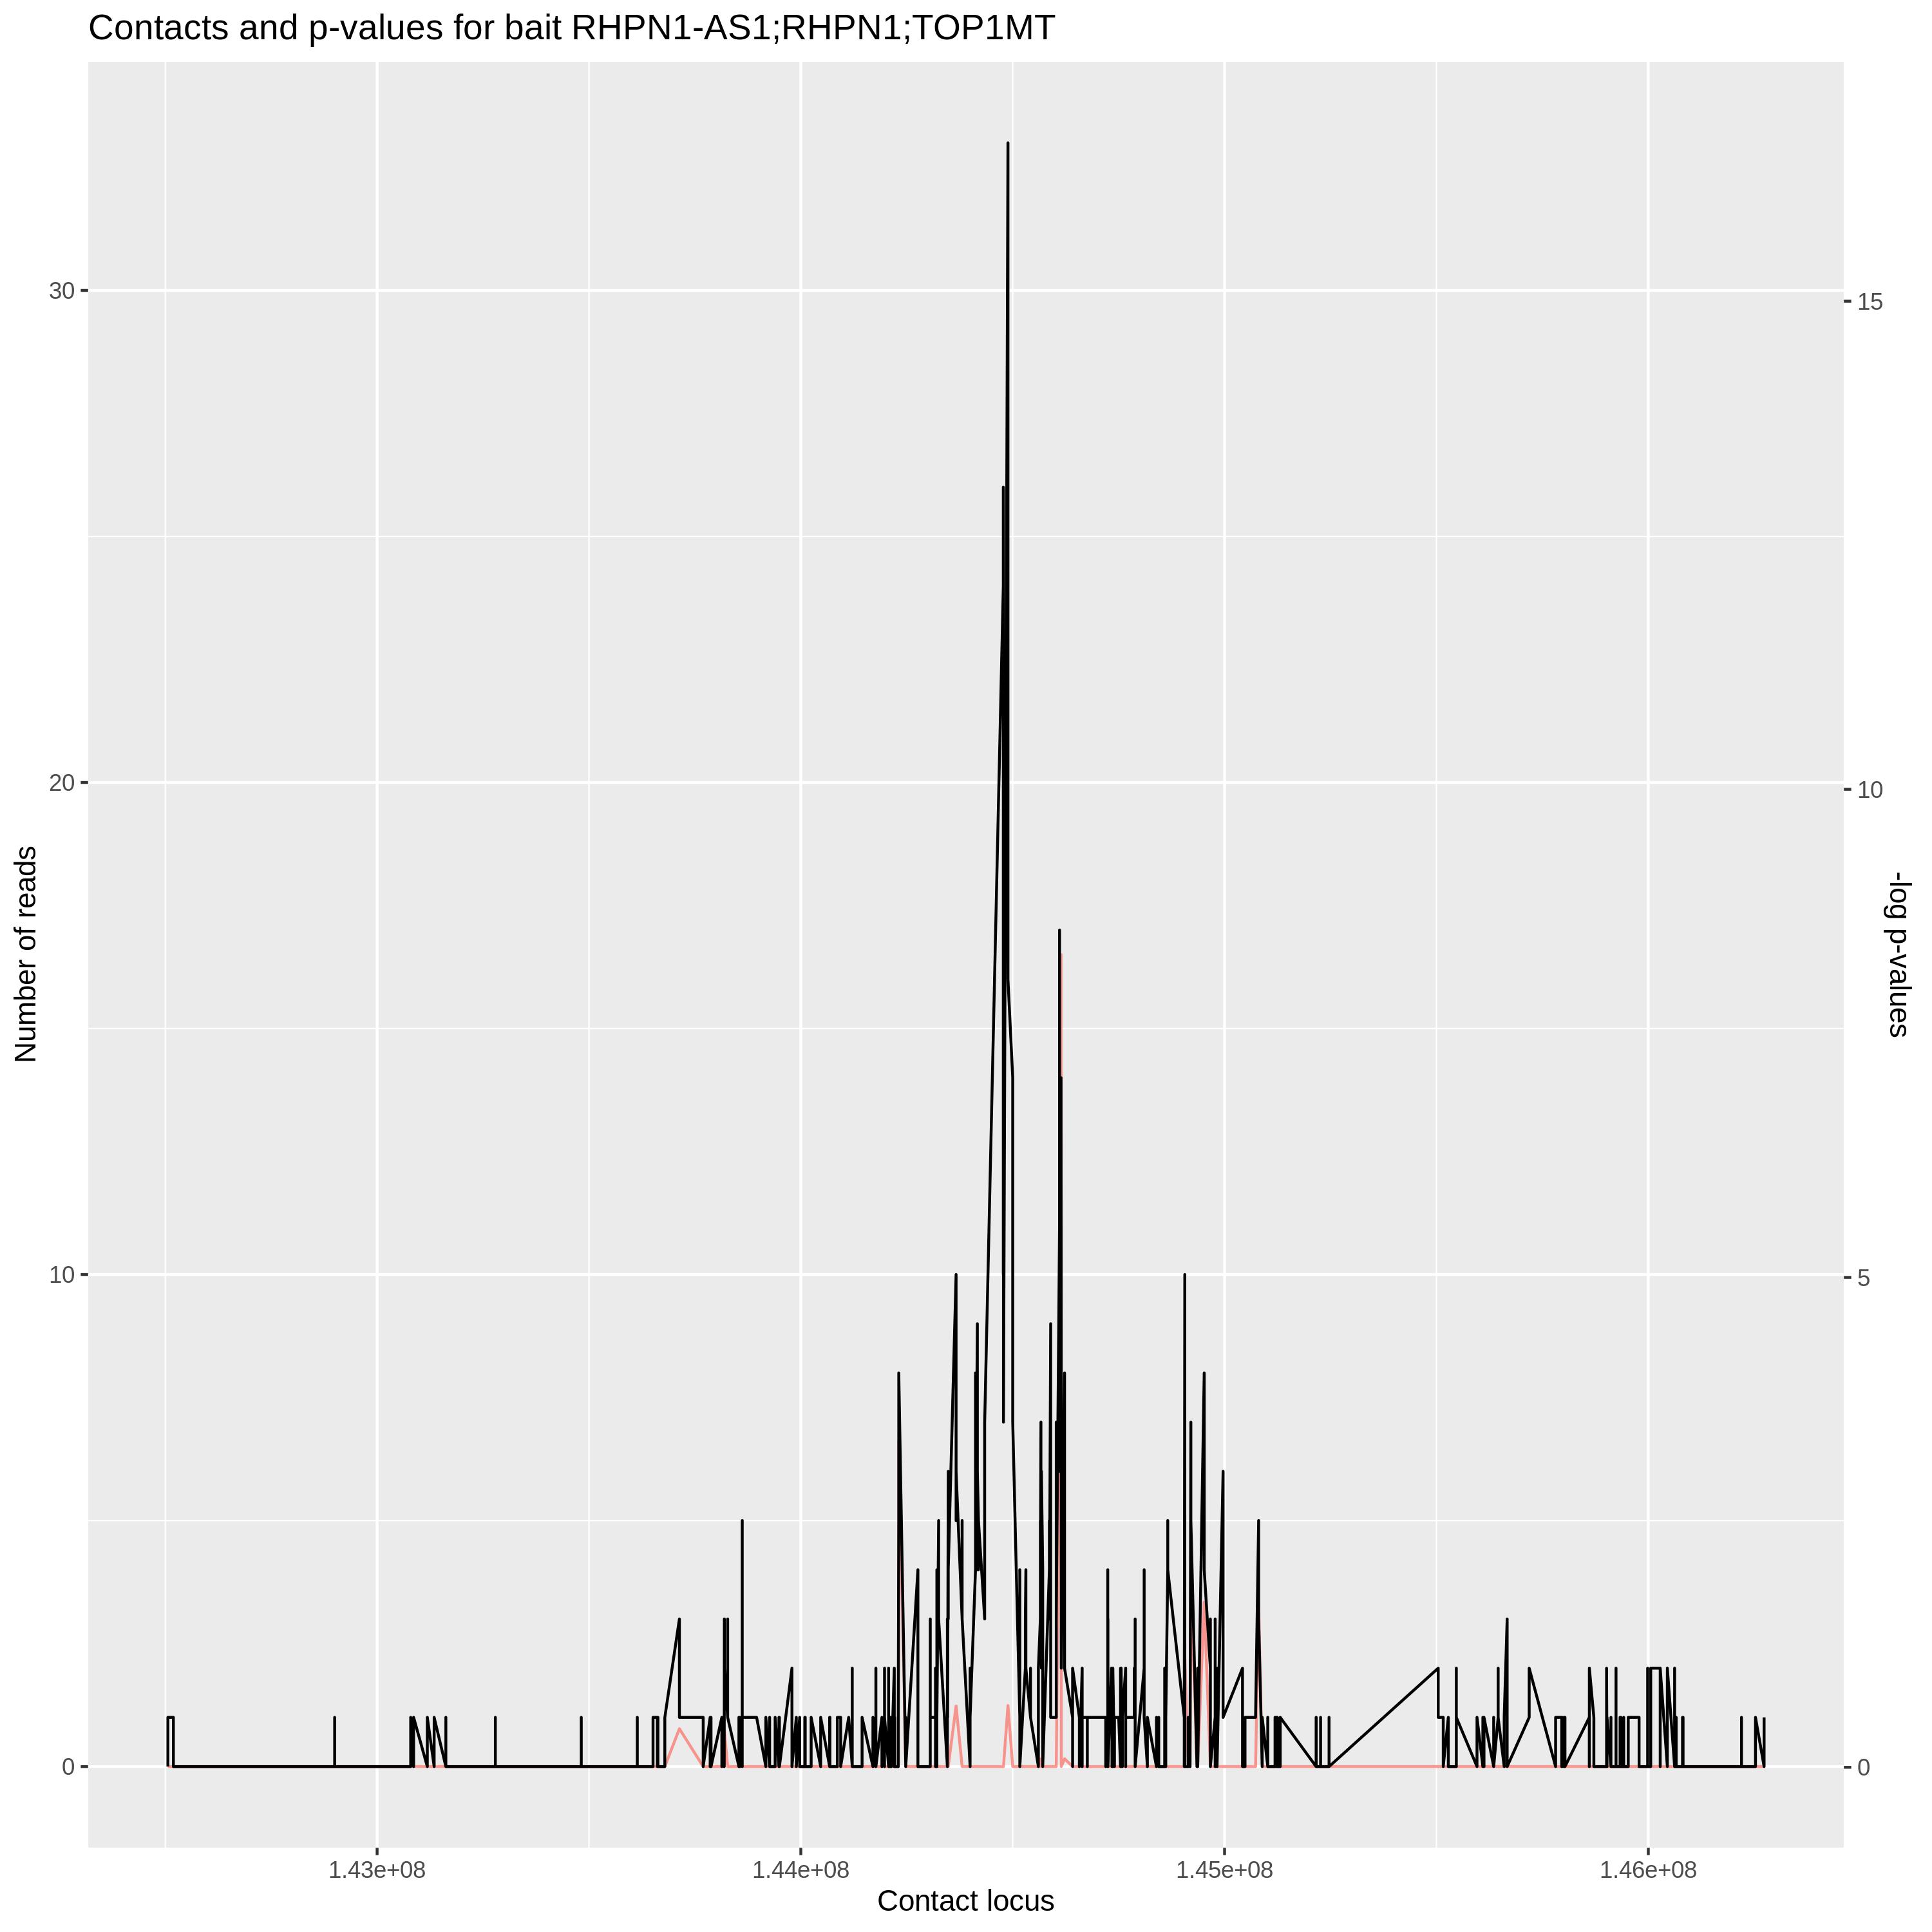 Contacts and p-values for bait RHPN1-AS1;RHPN1;TOP1MT
30
20
10
0
Number of reads
15
10
5
0
-log p-values
1.43e+08 1.44e+08 1.45e+08 1.46e+08
Contact locus